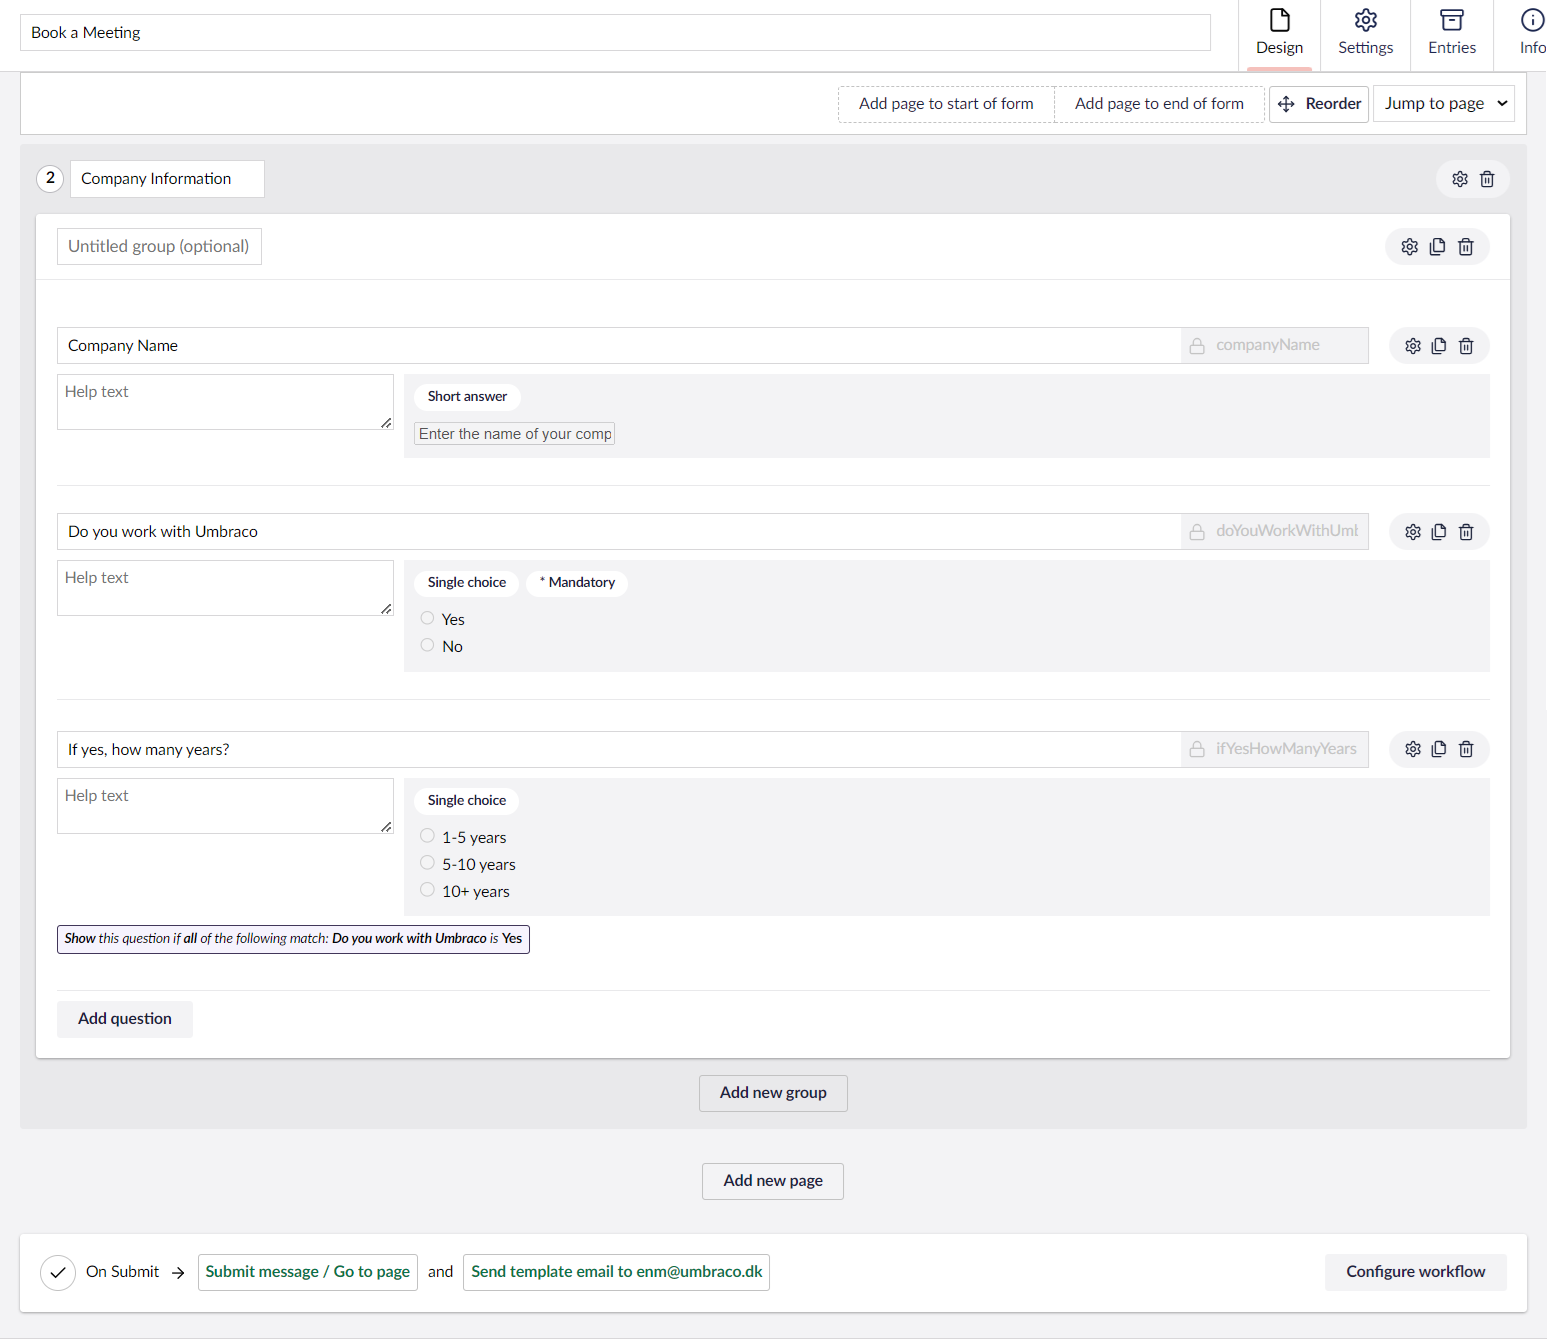 Book a Meeting
Design
Settings
Entries
Info
Add page to start of form
Add page to end of form
Reorder
Jump to page
2
Company Information
Untitled group (optional)
Company Name
companyName
Help text
Short answer
Enter the name of your comp
Do you work with Umbraco
doYouWorkWithUmb
Help text
Single choice
* Mandatory
Yes
No
If yes, how many years?
ifYesHowManyYears
Help text
Single choice
1-5 years
5-10 years
10+ years
Show this question if all of the following match: Do you work with Umbraco is Yes
Add question
Add new group
Add new page
On Submit → Submit message / Go to page and Send template email to enm@umbraco.dk
Configure workflow